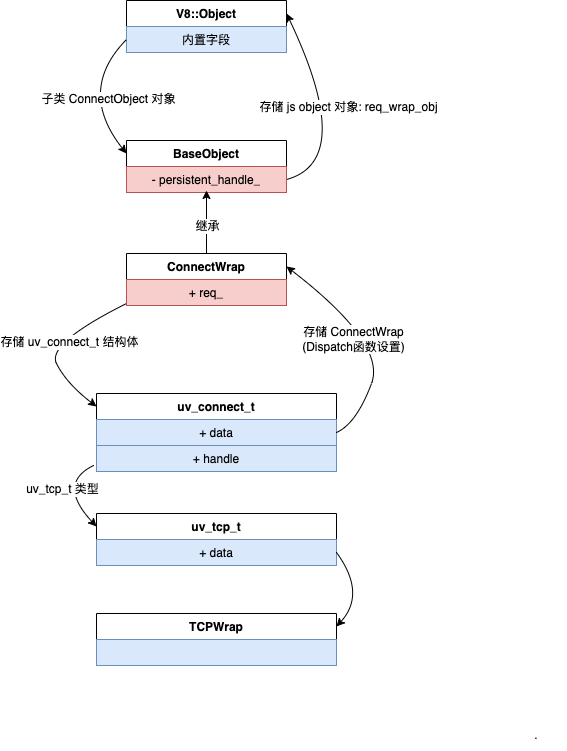 V8::Object
内置字段
子类 ConnectObject 对象
存储 js object 对象: req_wrap_obj
BaseObject
- persistent_handle_
继承
ConnectWrap
+ req_
存储 uv_connect_t 结构体
存储 ConnectWrap
(Dispatch函数设置)
uv_connect_t
+ data
+ handle
uv_tcp_t 类型
uv_tcp_t
+ data
TCPWrap
.